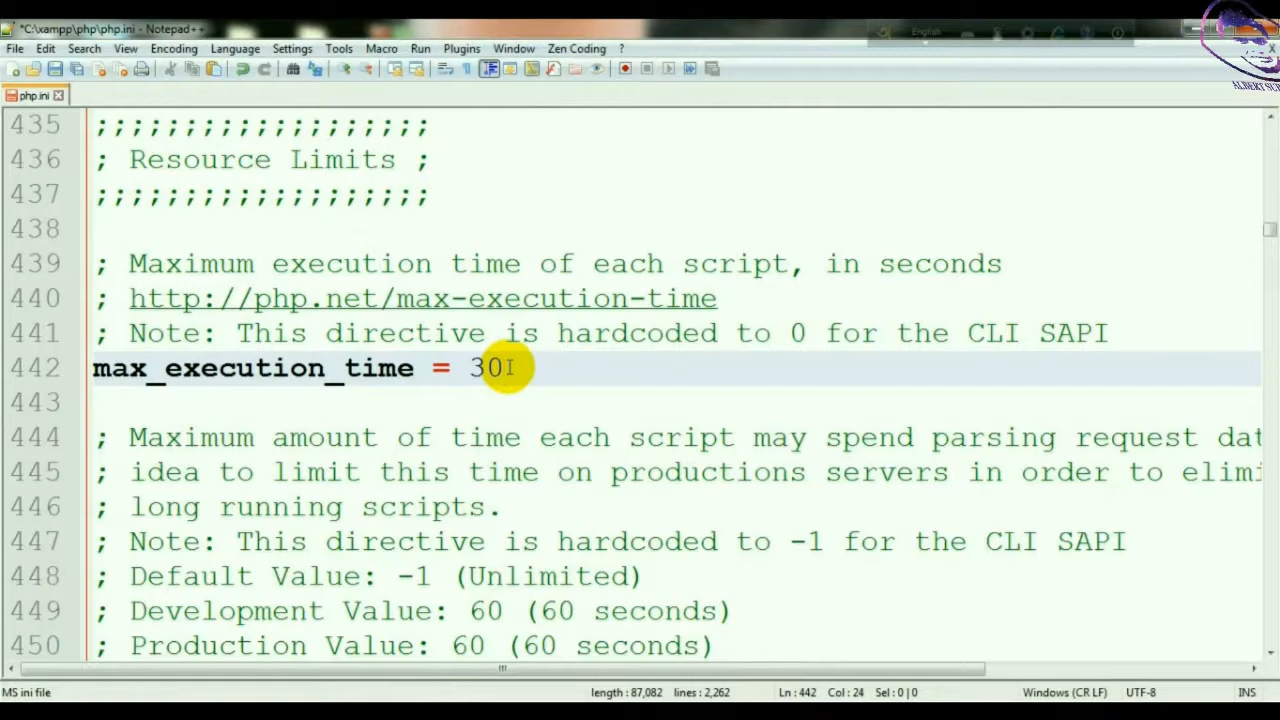 *C:\xampp\php\php.ini - Notepad++
English
File Edit Search View Encoding Language Settings Tools Macro Run Plugins Window Zen Coding ?
php.ini
435 ;;;;;;;;;;;;;;;;;;;
436 ; Resource Limits ;
437 ;;;;;;;;;;;;;;;;;;;
438
439 ; Maximum execution time of each script, in seconds
440 ; http://php.net/max-execution-time
441 ; Note: This directive is hardcoded to 0 for the CLI SAPI
442 max_execution_time = 30
443
444 ; Maximum amount of time each script may spend parsing request dat
445 ; idea to limit this time on productions servers in order to elimi
446 ; long running scripts.
447 ; Note: This directive is hardcoded to -1 for the CLI SAPI
448 ; Default Value: -1 (Unlimited)
449 ; Development Value: 60 (60 seconds)
450 ; Production Value: 60 (60 seconds)
MS ini file length : 87,082 lines : 2,262 Ln : 442 Col : 24 Sel : 0 | 0 Windows (CR LF) UTF-8 INS
ALBERT